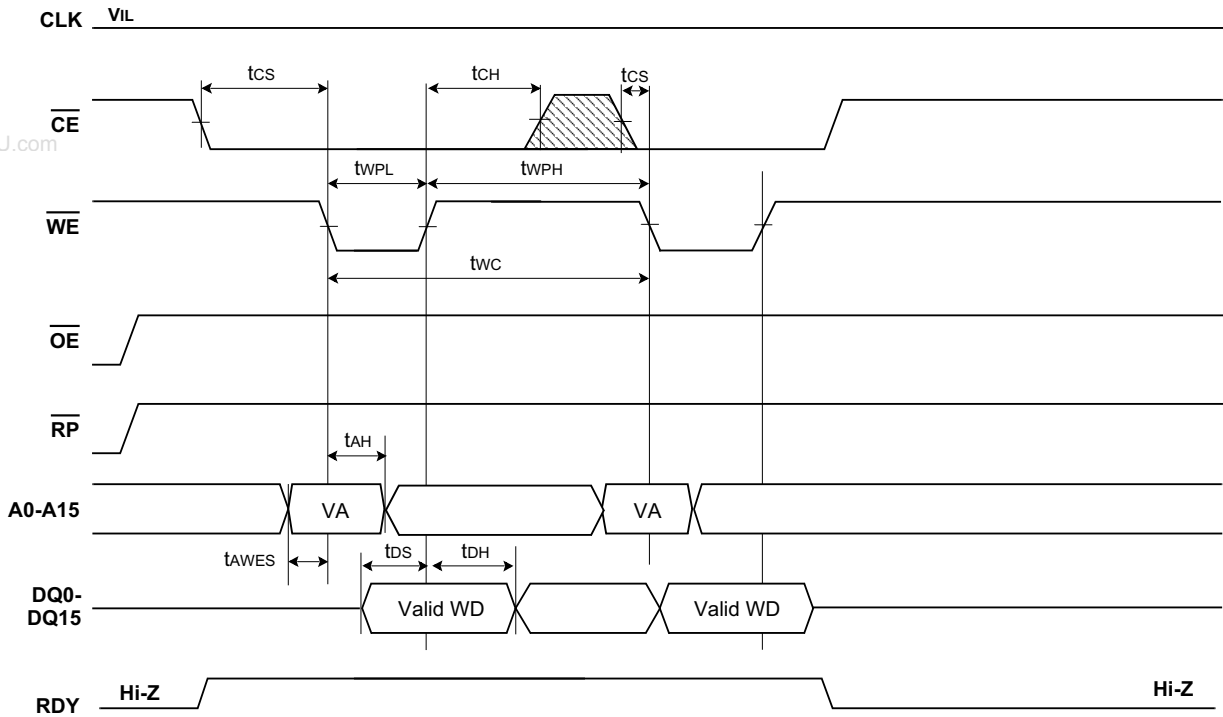 CLK VIL
tCS tCH tCS
CE
U.com
tWPL tWPH
WE
tWC
OE
RP
tAH
A0-A15 VA VA
tAWES tDS tDH
DQ0-
DQ15 Valid WD Valid WD
Hi-Z Hi-Z
RDY